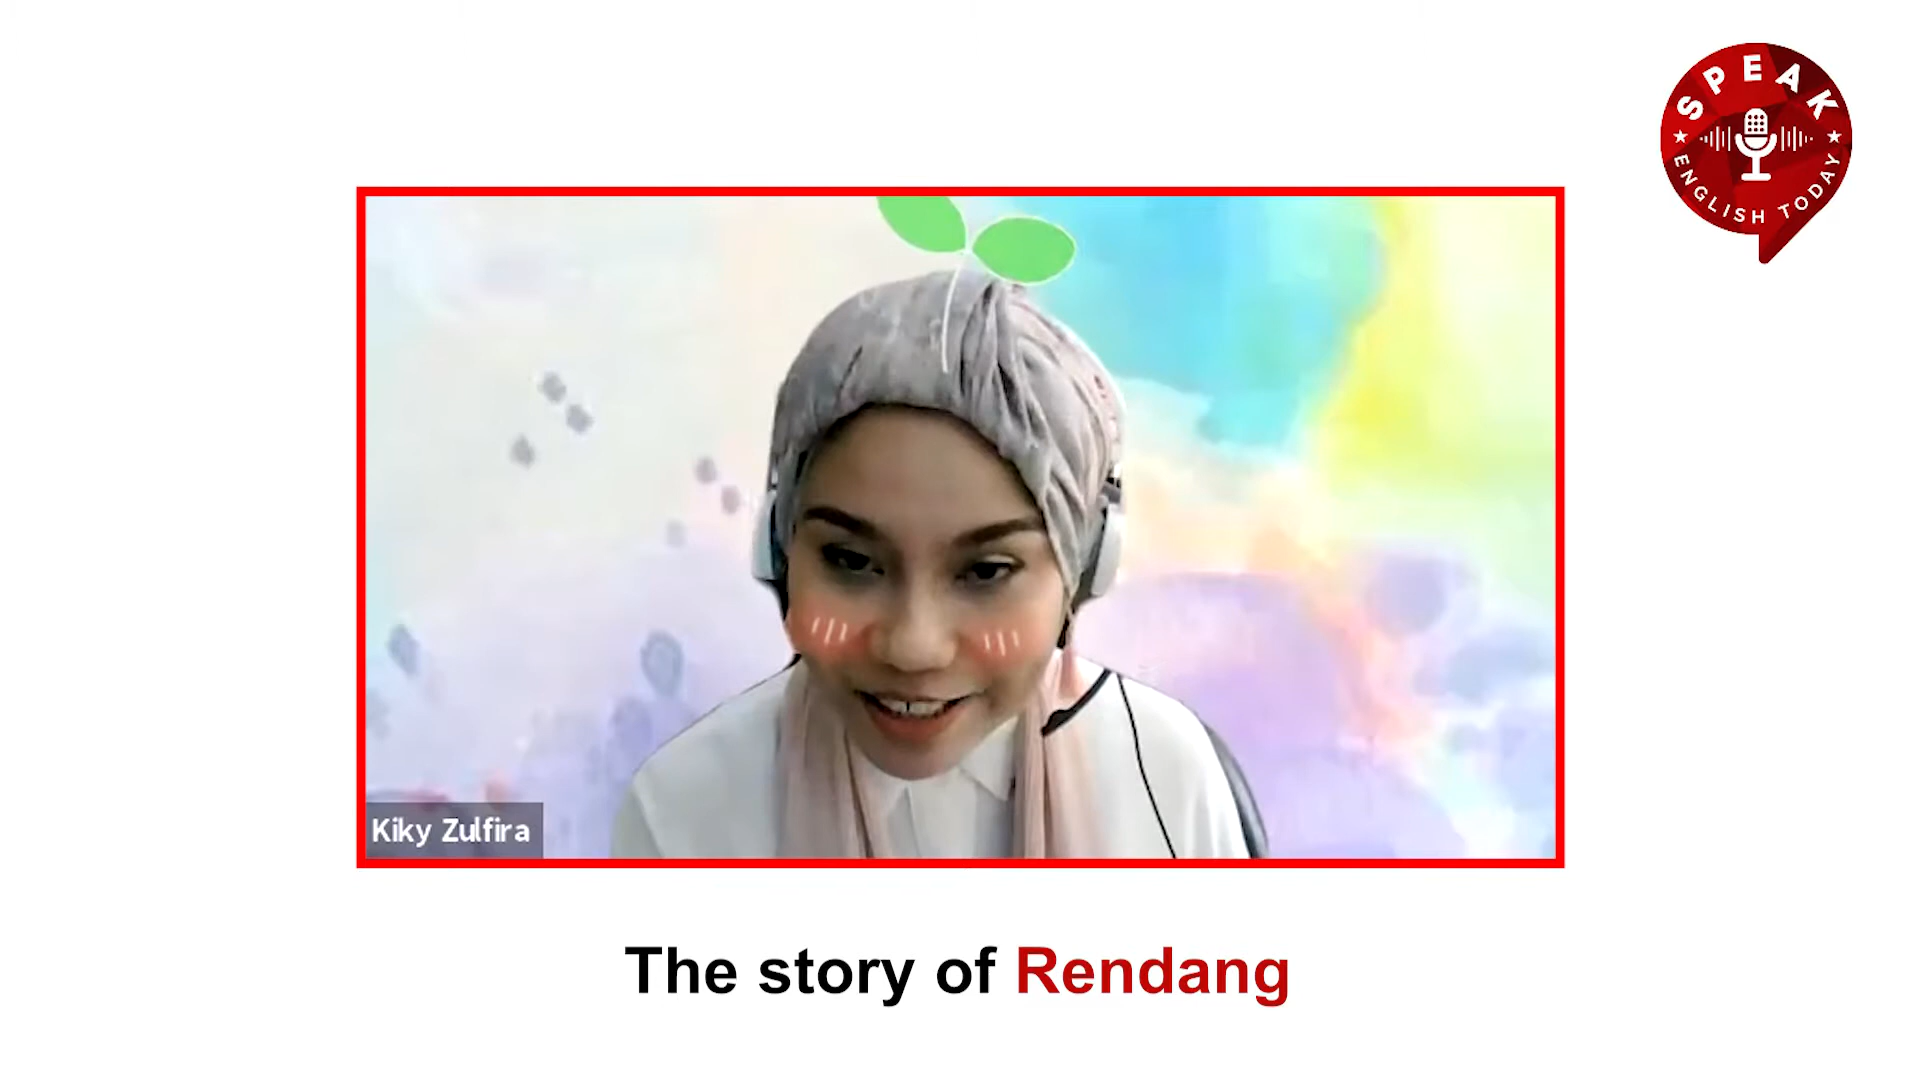 SPEAK
ENGLISH TODAY
Kiky Zulfira
The story of Rendang